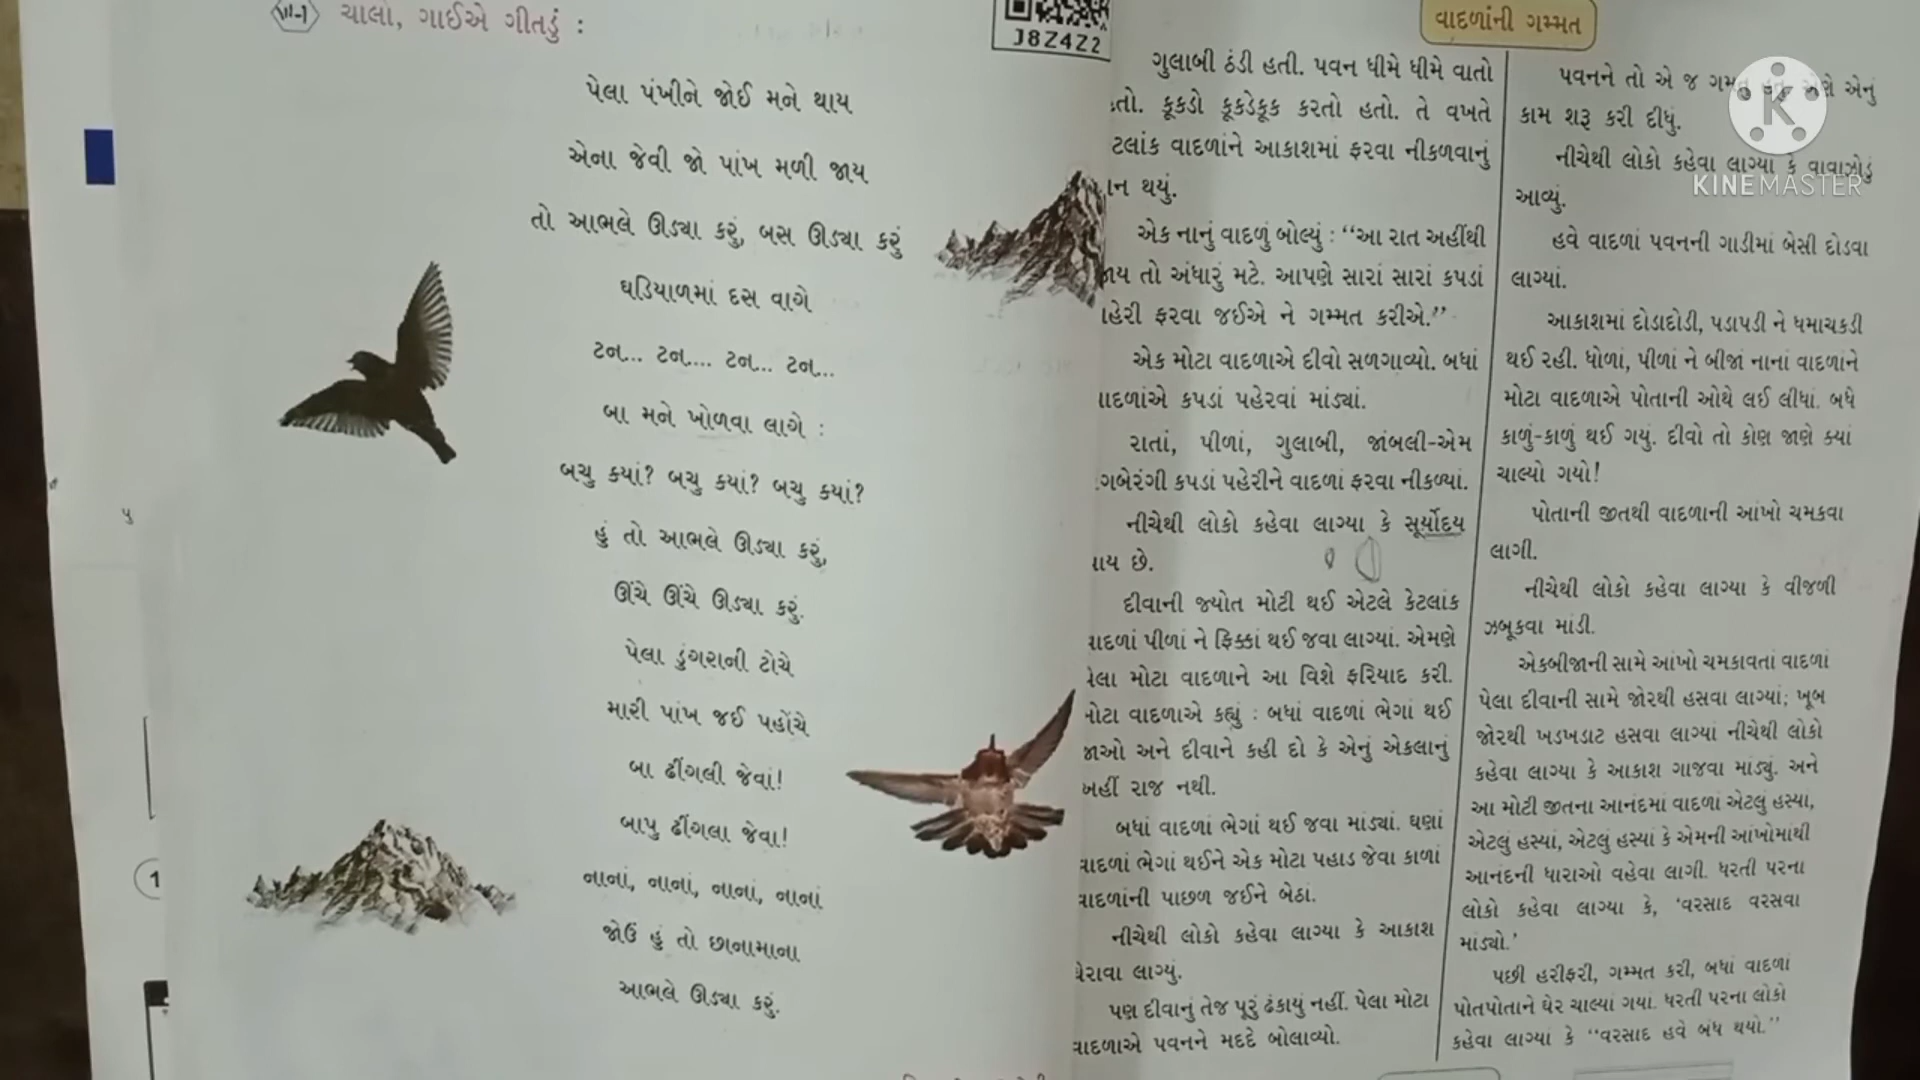 ચાલો, ગાઈએ ગીતડું :
પેલા પંખીને જોઈ મને થાય
એના જેવી જો પાંખ મળી જાય
તો આભલે ઊડ્યા કરું, બસ ઊડ્યા કરું
ઘડિયાળમાં દસ વાગે
ટન... ટન.... ટન... ટન...
બા મને ખોળવા લાગે :
બચુ ક્યાં? બચુ ક્યાં? બચુ ક્યાં?
હું તો આભલે ઊડ્યા કરું,
ઊંચે ઊંચે ઊડ્યા કરું.
પેલા ડુંગરાની ટોચે
મારી પાંખ જઈ પહોંચે
બા ઢીંગલી જેવાં!
બાપુ ઢીંગલા જેવા!
નાનાં, નાનાં, નાનાં, નાનાં
જોઉં હું તો છાનામાના
આભલે ઊડ્યા કરું.
૫
1
J8Z4Z2
વાદળાંની ગમ્મત
ગુલાબી ઠંડી હતી. પવન ધીમે ધીમે વાતો
તો. કૂકડો કૂકડેકૂક કરતો હતો. તે વખતે
ટલાંક વાદળાંને આકાશમાં ફરવા નીકળવાનું
ન થયું.
એક નાનું વાદળું બોલ્યું : “આ રાત અહીંથી
જાય તો અંધારું મટે. આપણે સારાં સારાં કપડાં
હેરી ફરવા જઈએ ને ગમ્મત કરીએ.”
એક મોટા વાદળાએ દીવો સળગાવ્યો. બધાં
ાદળાંએ કપડાં પહેરવાં માંડ્યાં.
રાતાં, પીળાં, ગુલાબી, જાંબલી-એમ
ગબેરંગી કપડાં પહેરીને વાદળાં ફરવા નીકળ્યાં.
નીચેથી લોકો કહેવા લાગ્યા કે સૂર્યોદય
ાય છે.
દીવાની જ્યોત મોટી થઈ એટલે કેટલાંક
વાદળાં પીળાં ને ફિક્કાં થઈ જવા લાગ્યાં. એમણે
પેલા મોટા વાદળાને આ વિશે ફરિયાદ કરી.
મોટા વાદળાએ કહ્યું : બધાં વાદળાં ભેગાં થઈ
જાઓ અને દીવાને કહી દો કે એનું એકલાનું
અહીં રાજ નથી.
બધાં વાદળાં ભેગાં થઈ જવા માંડ્યાં. ઘણાં
વાદળાં ભેગાં થઈને એક મોટા પહાડ જેવા કાળાં
વાદળાંની પાછળ જઈને બેઠાં.
નીચેથી લોકો કહેવા લાગ્યા કે આકાશ
ઘેરાવા લાગ્યું.
પણ દીવાનું તેજ પૂરું ઢંકાયું નહીં. પેલા મોટા
વાદળાએ પવનને મદદે બોલાવ્યો.
પવનને તો એ જ ગમતું હતું. એણે એનું
કામ શરૂ કરી દીધું.
નીચેથી લોકો કહેવા લાગ્યા કે વાવાઝોડું
આવ્યું.
હવે વાદળાં પવનની ગાડીમાં બેસી દોડવા
લાગ્યાં.
આકાશમાં દોડાદોડી, પડાપડી ને ધમાચકડી
થઈ રહી. ધોળાં, પીળાં ને બીજાં નાનાં વાદળાંને
મોટા વાદળાએ પોતાની ઓથે લઈ લીધાં. બધે
કાળું-કાળું થઈ ગયું. દીવો તો કોણ જાણે ક્યાં
ચાલ્યો ગયો!
પોતાની જીતથી વાદળાની આંખો ચમકવા
લાગી.
નીચેથી લોકો કહેવા લાગ્યા કે વીજળી
ઝબૂકવા માંડી.
એકબીજાની સામે આંખો ચમકાવતાં વાદળાં
પેલા દીવાની સામે જોરથી હસવા લાગ્યાં; ખૂબ
જોરથી ખડખડાટ હસવા લાગ્યાં નીચેથી લોકો
કહેવા લાગ્યા કે આકાશ ગાજવા માંડ્યું. અને
આ મોટી જીતના આનંદમાં વાદળાં એટલું હસ્યાં,
એટલું હસ્યાં, એટલું હસ્યાં કે એમની આંખોમાંથી
આનંદની ધારાઓ વહેવા લાગી. ધરતી પરના
લોકો કહેવા લાગ્યા કે, ‘વરસાદ વરસવા
માંડ્યો.’
પછી હરીફરી, ગમ્મત કરી, બધાં વાદળાં
પોતપોતાને ઘેર ચાલ્યાં ગયાં. ધરતી પરના લોકો
કહેવા લાગ્યાં કે “વરસાદ હવે બંધ થયો.”
K
KINEMASTER